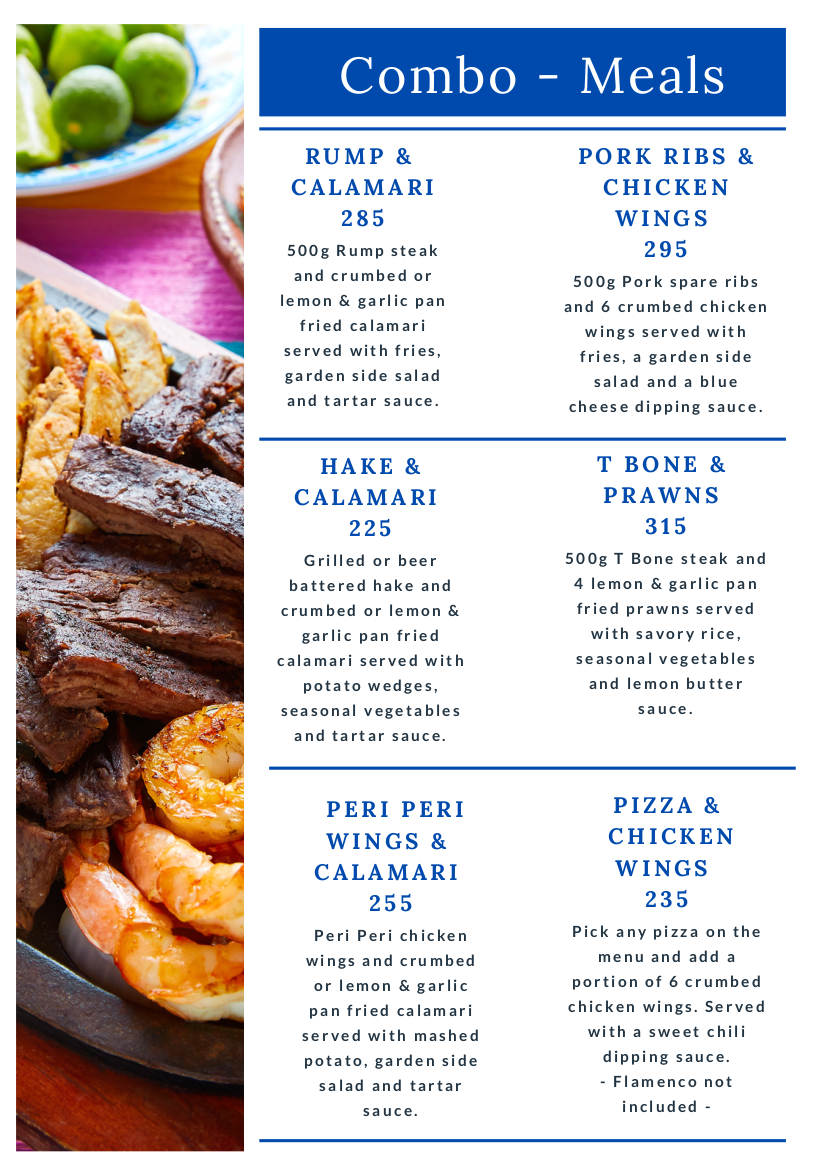 Combo - Meals
RUMP &
CALAMARI
285
500g Rump steak
and crumbed or
lemon & garlic pan
fried calamari
served with fries,
garden side salad
and tartar sauce.
PORK RIBS &
CHICKEN
WINGS
295
500g Pork spare ribs
and 6 crumbed chicken
wings served with
fries, a garden side
salad and a blue
cheese dipping sauce.
HAKE &
CALAMARI
225
Grilled or beer
battered hake and
crumbed or lemon &
garlic pan fried
calamari served with
potato wedges,
seasonal vegetables
and tartar sauce.
T BONE &
PRAWNS
315
500g T Bone steak and
4 lemon & garlic pan
fried prawns served
with savory rice,
seasonal vegetables
and lemon butter
sauce.
PERI PERI
WINGS &
CALAMARI
255
Peri Peri chicken
wings and crumbed
or lemon & garlic
pan fried calamari
served with mashed
potato, garden side
salad and tartar
sauce.
PIZZA &
CHICKEN
WINGS
235
Pick any pizza on the
menu and add a
portion of 6 crumbed
chicken wings. Served
with a sweet chili
dipping sauce.
- Flamenco not
included -